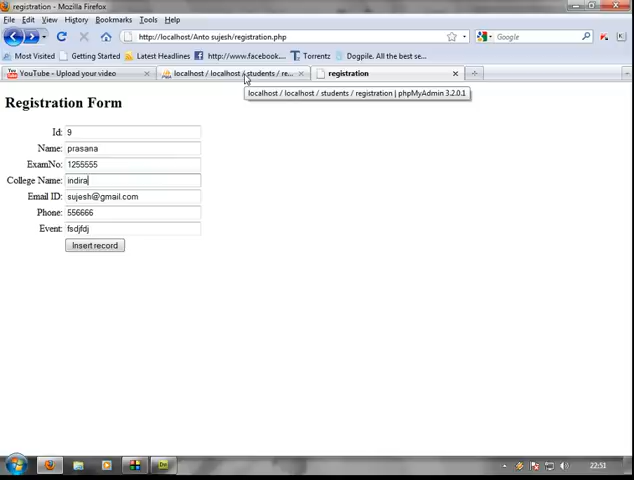 registration - Mozilla Firefox
File Edit View History Bookmarks Tools Help
http://localhost/Anto sujesh/registration.php
Google
Most Visited Getting Started Latest Headlines http://www.facebook.... Torrentz Dogpile. All the best se...
YouTube - Upload your video localhost / localhost / students / re... registration
localhost / localhost / students / registration | phpMyAdmin 3.2.0.1
Registration Form
Id: 9
Name: prasana
ExamNo: 1255555
College Name: indira
Email ID: sujesh@gmail.com
Phone: 556666
Event: fsdjfdj
Insert record
22:51